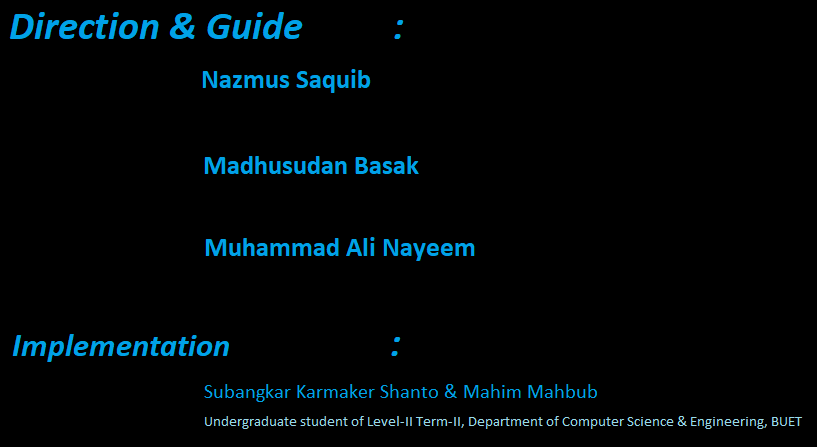 Direction & Guide :
Nazmus Saquib
Madhusudan Basak
Muhammad Ali Nayeem
Implementation :
Subangkar Karmaker Shanto & Mahim Mahbub
Undergraduate student of Level-II Term-II, Department of Computer Science & Engineering, BUET